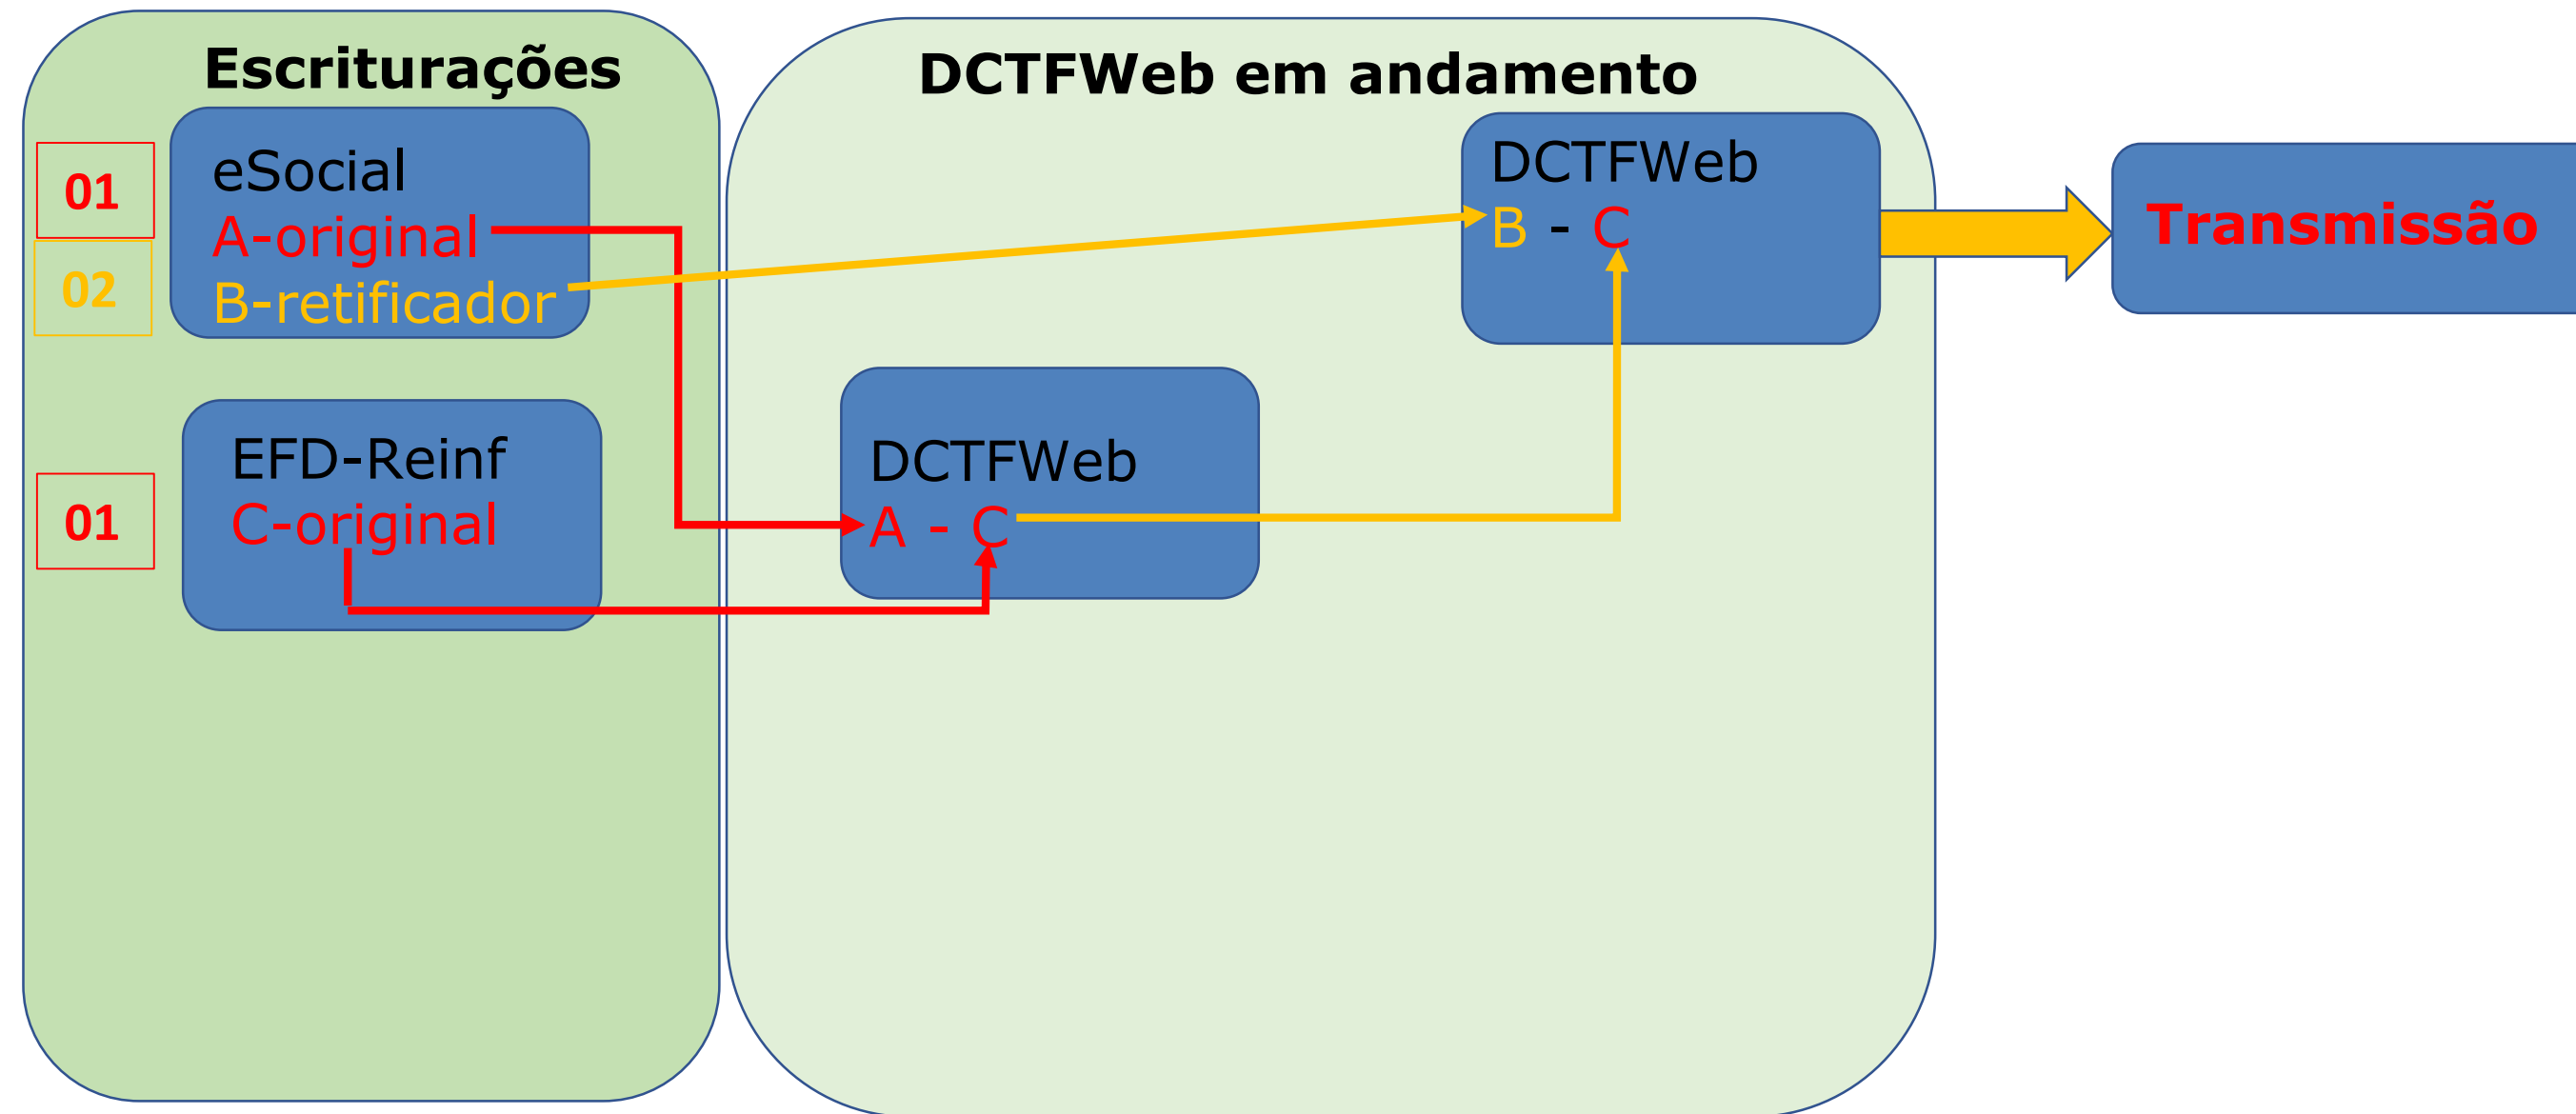 Escriturações
01
02
eSocial
A-original
B-retificador
01
EFD-Reinf
C-original
DCTFWeb em andamento
DCTFWeb
A - C
DCTFWeb
B - C
Transmissão